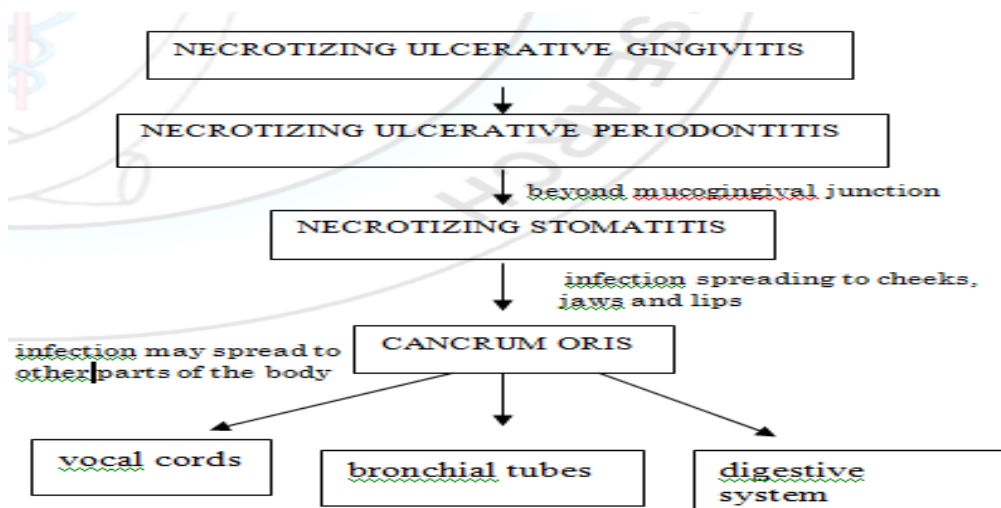 NECROTIZING ULCERATIVE GINGIVITIS
NECROTIZING ULCERATIVE PERIODONTITIS
beyond mucogingival junction
NECROTIZING STOMATITIS
infection spreading to cheeks,
jaws and lips
CANCRUM ORIS
infection may spread to
other parts of the body
vocal cords
bronchial tubes
digestive
system
SEARCH